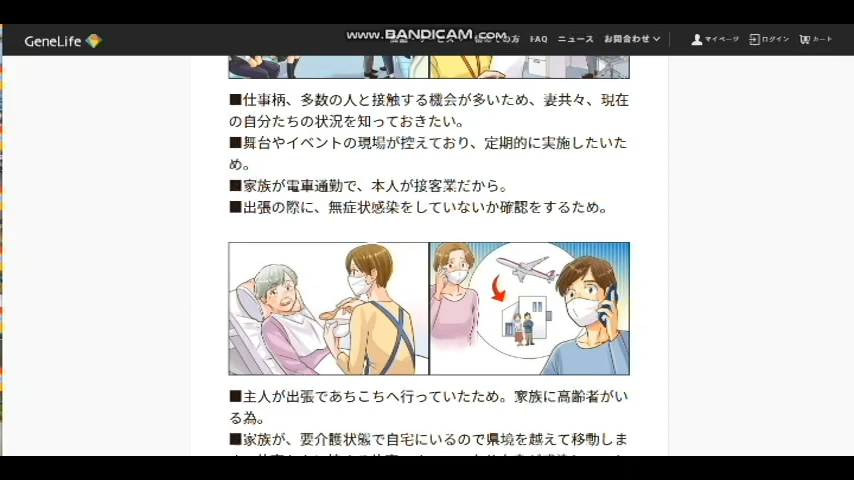 www.BANDICAM.com
GeneLife
の方 FAQ ニュース お問合わせ マイページ ログイン カート
■仕事柄、多数の人と接触する機会が多いため、妻共々、現在
の自分たちの状況を知っておきたい。
■舞台やイベントの現場が控えており、定期的に実施したいた
め。
■家族が電車通勤で、本人が接客業だから。
■出張の際に、無症状感染をしていないか確認をするため。
■主人が出張であちこちへ行っていたため。家族に高齢者がい
る為。
■家族が、要介護状態で自宅にいるので県境を越えて移動しま